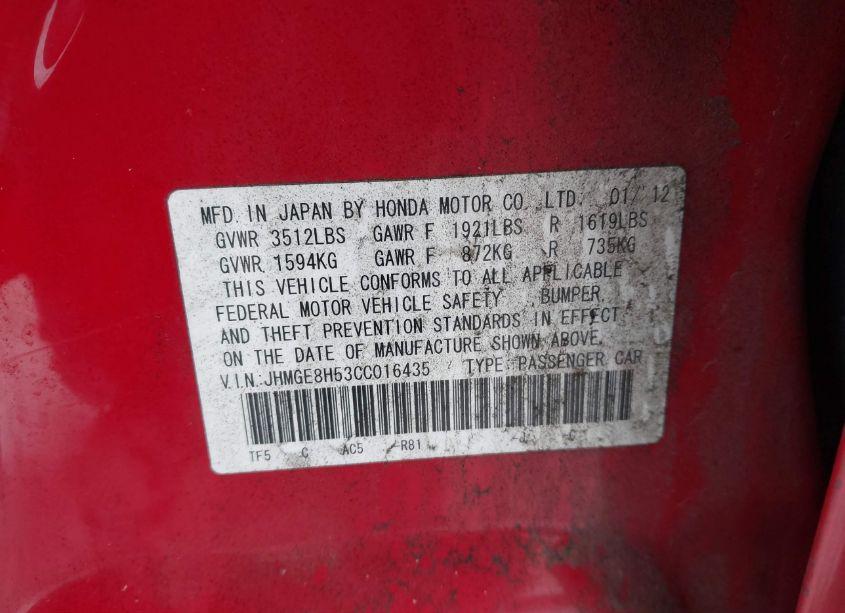 MFD. IN JAPAN BY HONDA MOTOR CO.,LTD. 01/ 12
GVWR 3512LBS GAWR F 1921LBS R 1619LBS
GVWR 1594KG GAWR F 872KG R 735KG
THIS VEHICLE CONFORMS TO ALL APPLICABLE
FEDERAL MOTOR VEHICLE SAFETY, BUMPER,
AND THEFT PREVENTION STANDARDS IN EFFECT
ON THE DATE OF MANUFACTURE SHOWN ABOVE.
V.I.N:JHMGE8H53CC016435 TYPE:PASSENGER CAR
TF5 C AC5 R81 J C